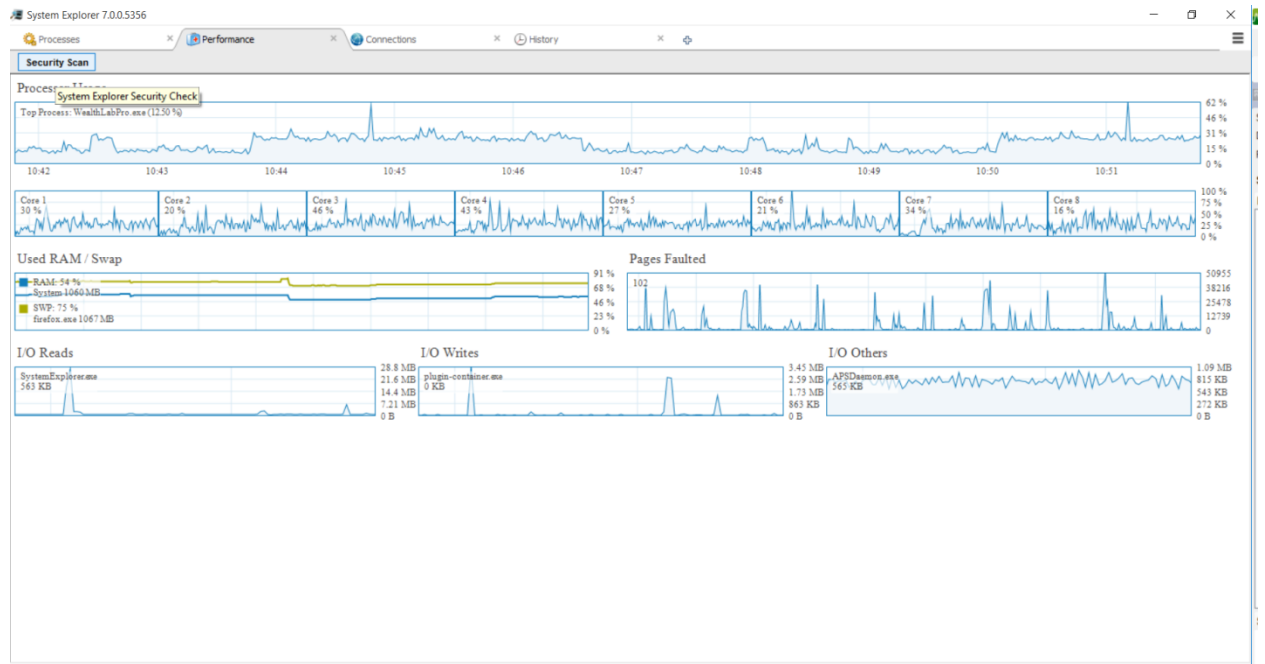 System Explorer 7.0.0.5356
Processes
Performance
Connections
History
Security Scan
Processor Usage
System Explorer Security Check
Top Process: WealthLabPro.exe (12.50 %)
62 %
46 %
31 %
15 %
0 %
10:42 10:43 10:44 10:45 10:46 10:47 10:48 10:49 10:50 10:51
Core 1
30 %
Core 2
20 %
Core 3
46 %
Core 4
43 %
Core 5
27 %
Core 6
21 %
Core 7
34 %
Core 8
16 %
100 %
75 %
50 %
25 %
0 %
Used RAM / Swap
RAM: 54 %
System 1060 MB
SWP: 75 %
firefox.exe 1067 MB
91 %
68 %
46 %
23 %
0 %
Pages Faulted
102
50955
38216
25478
12739
0
I/O Reads
SystemExplorer.exe
563 KB
28.8 MB
21.6 MB
14.4 MB
7.21 MB
0 B
I/O Writes
plugin-container.exe
0 KB
3.45 MB
2.59 MB
1.73 MB
863 KB
0 B
I/O Others
APSDaemon.exe
565 KB
1.09 MB
815 KB
543 KB
272 KB
0 B